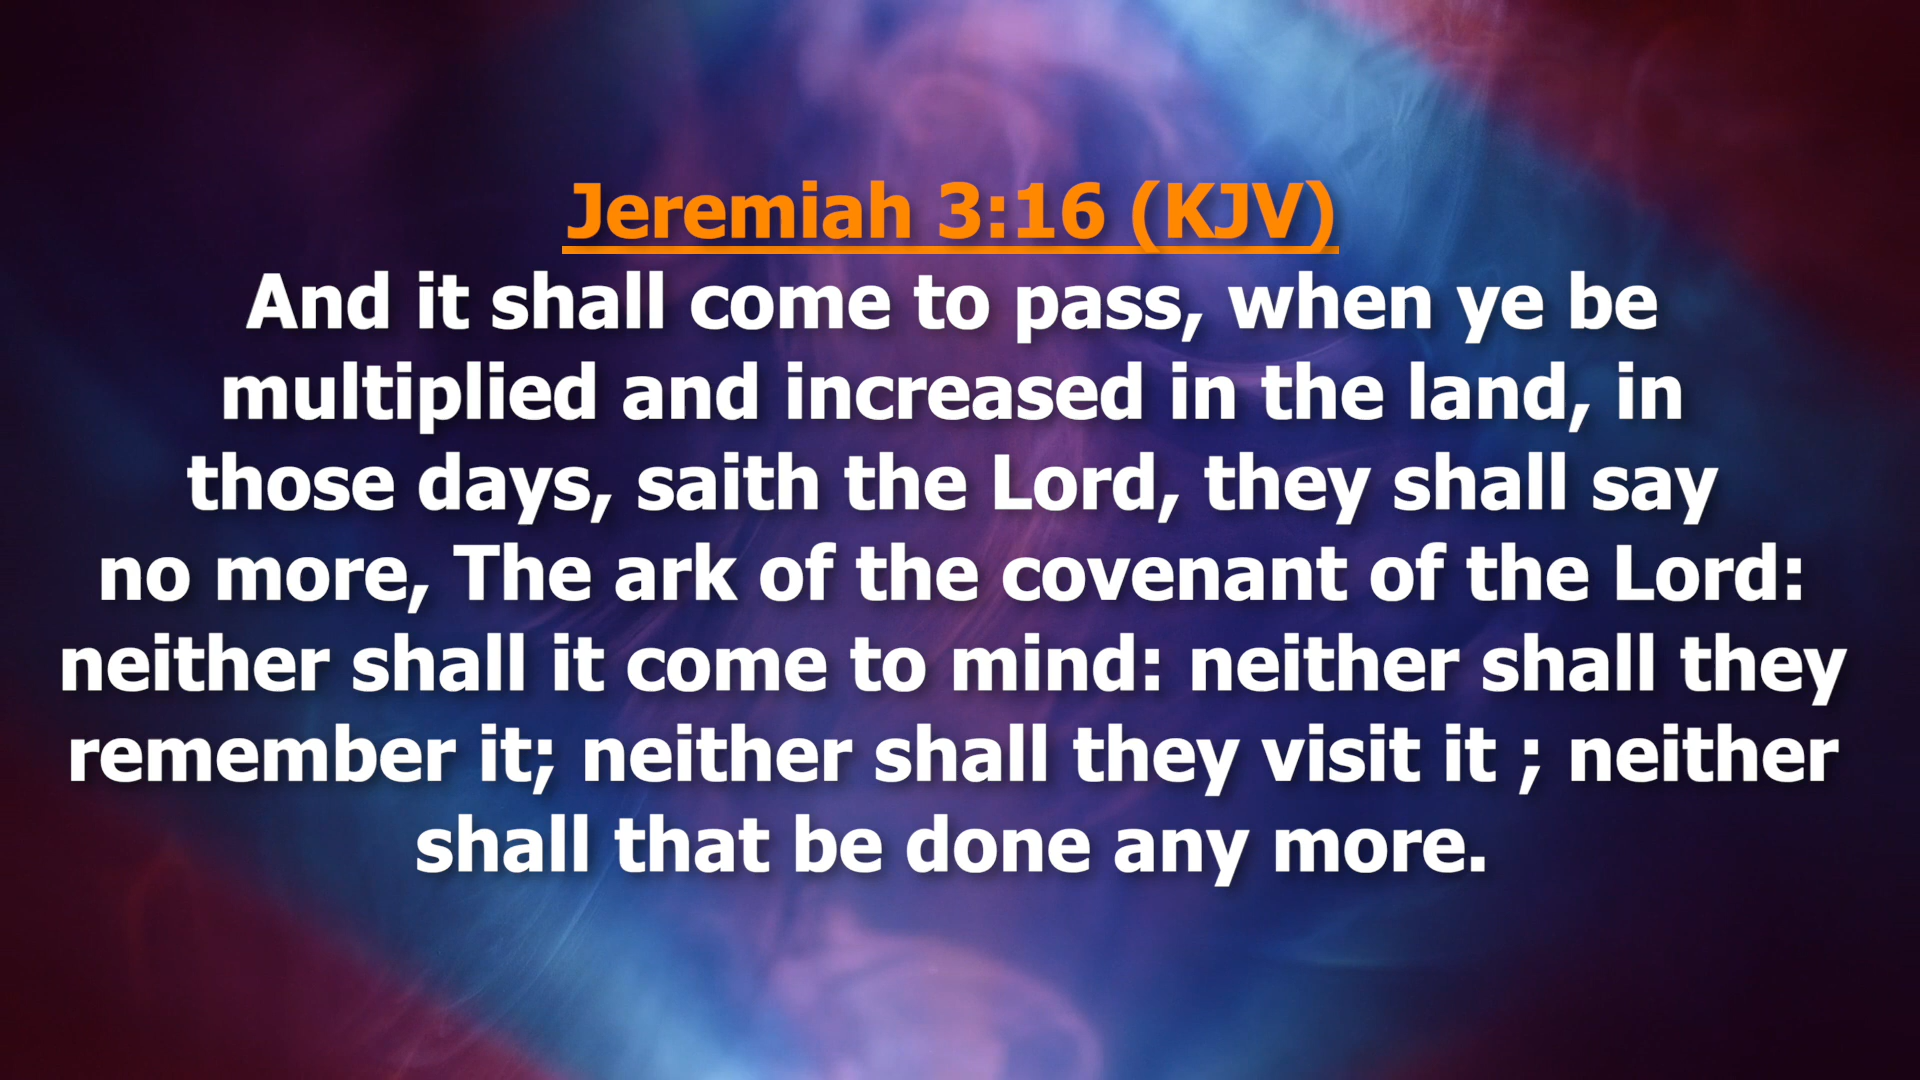 Jeremiah 3:16 (KJV)
And it shall come to pass, when ye be
multiplied and increased in the land, in
those days, saith the Lord, they shall say
no more, The ark of the covenant of the Lord:
neither shall it come to mind: neither shall they
remember it; neither shall they visit it ; neither
shall that be done any more.